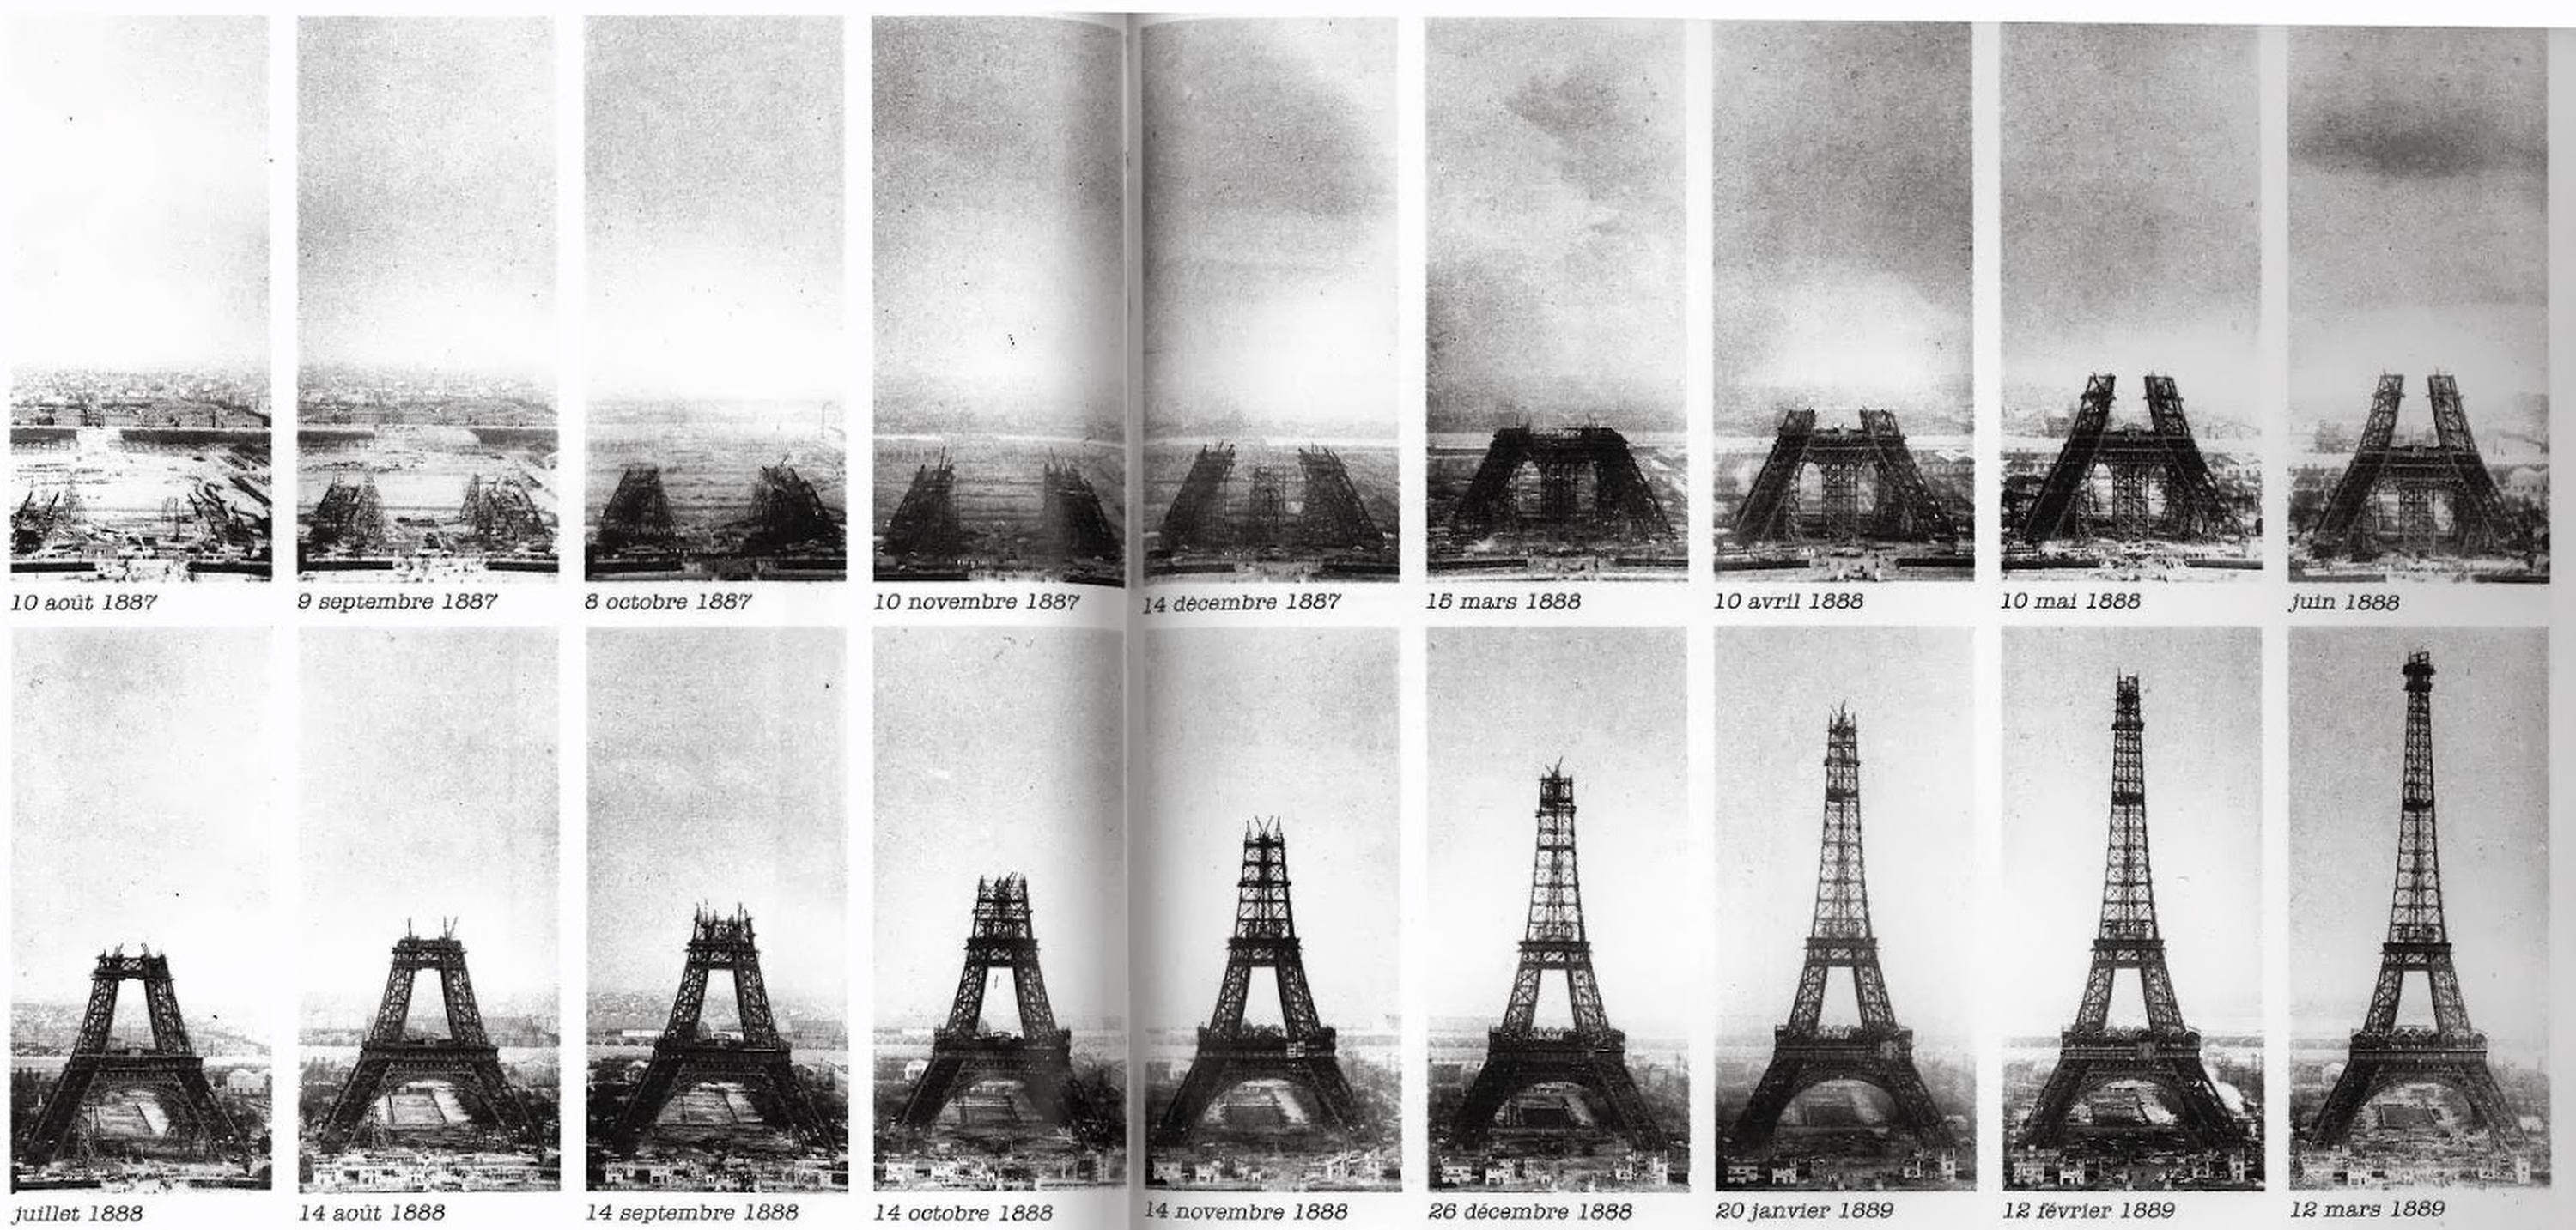 10 août 1887
9 septembre 1887
8 octobre 1887
10 novembre 1887
14 décembre 1887
15 mars 1888
10 avril 1888
10 mai 1888
juin 1888
juillet 1888
14 août 1888
14 septembre 1888
14 octobre 1888
14 novembre 1888
26 décembre 1888
20 janvier 1889
12 février 1889
12 mars 1889